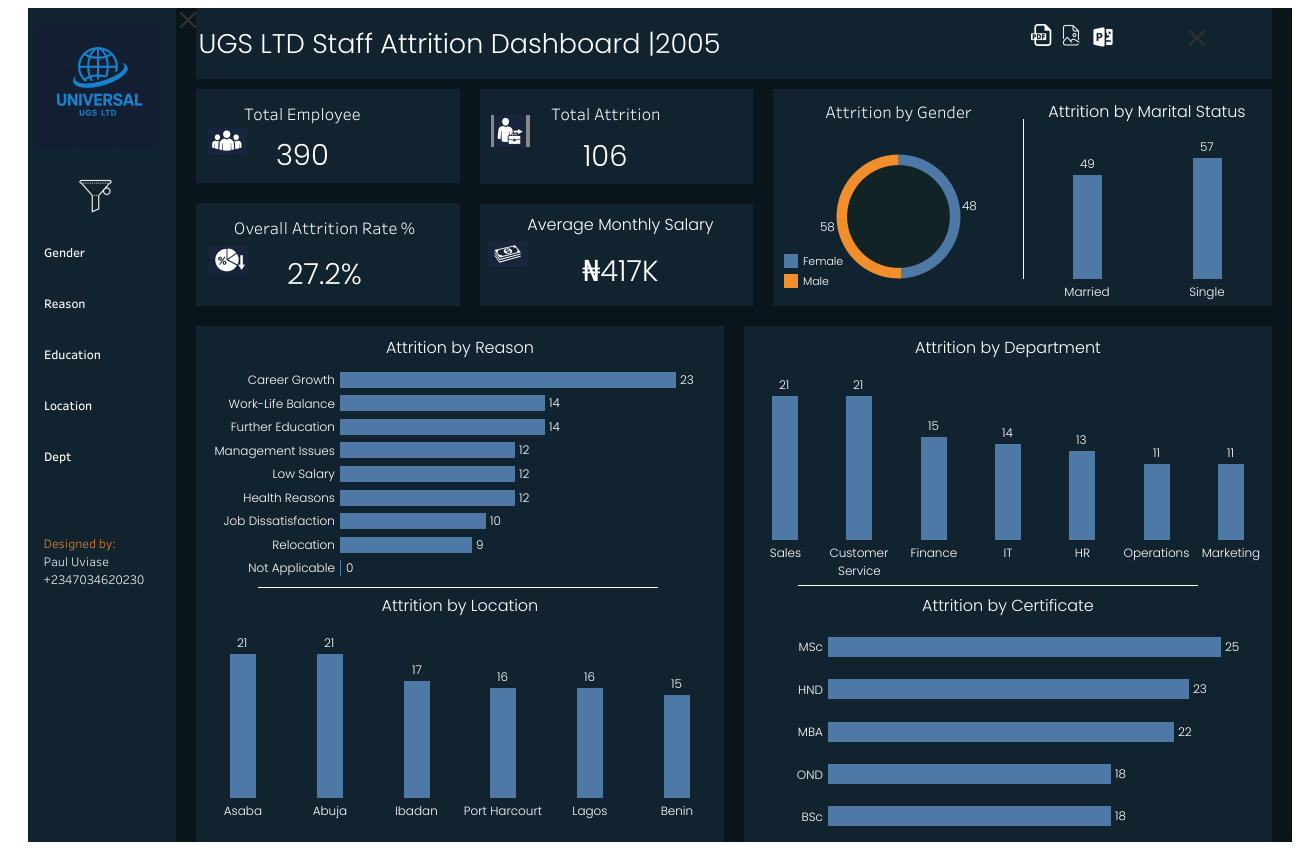 UNIVERSAL
UGS LTD
Gender
Reason
Education
Location
Dept
Designed by:
Paul Uviase
+2347034620230
UGS LTD Staff Attrition Dashboard |2005
PDF
P
Total Employee
390
Total Attrition
106
Overall Attrition Rate %
%
27.2%
Average Monthly Salary
₦417K
Attrition by Gender
48
58
Female
Male
Attrition by Marital Status
49
57
Married
Single
Attrition by Reason
Career Growth 23
Work-Life Balance 14
Further Education 14
Management Issues 12
Low Salary 12
Health Reasons 12
Job Dissatisfaction 10
Relocation 9
Not Applicable 0
Attrition by Location
21 21 17 16 16 15
Asaba Abuja Ibadan Port Harcourt Lagos Benin
Attrition by Department
21 21 15 14 13 11 11
Sales Customer Finance IT HR Operations Marketing
Service
Attrition by Certificate
MSc 25
HND 23
MBA 22
OND 18
BSc 18